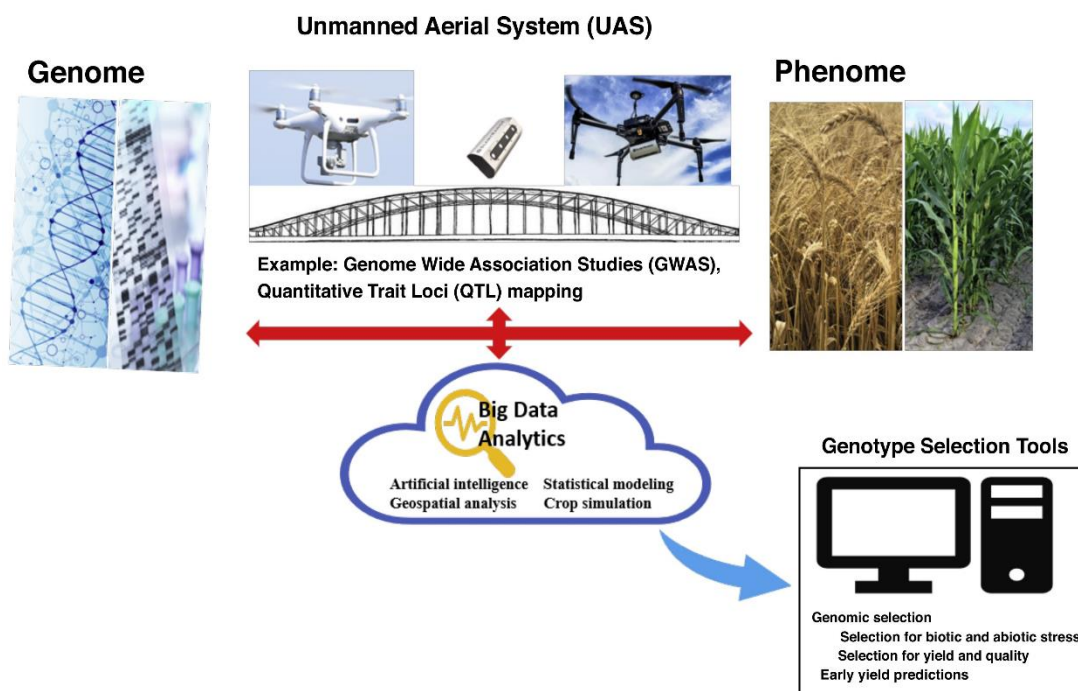 Unmanned Aerial System (UAS)
Genome
Phenome
Example: Genome Wide Association Studies (GWAS),
Quantitative Trait Loci (QTL) mapping
Big Data
Analytics
Artificial intelligence Statistical modeling
Geospatial analysis Crop simulation
Genotype Selection Tools
Genomic selection
Selection for biotic and abiotic stress
Selection for yield and quality
Early yield predictions